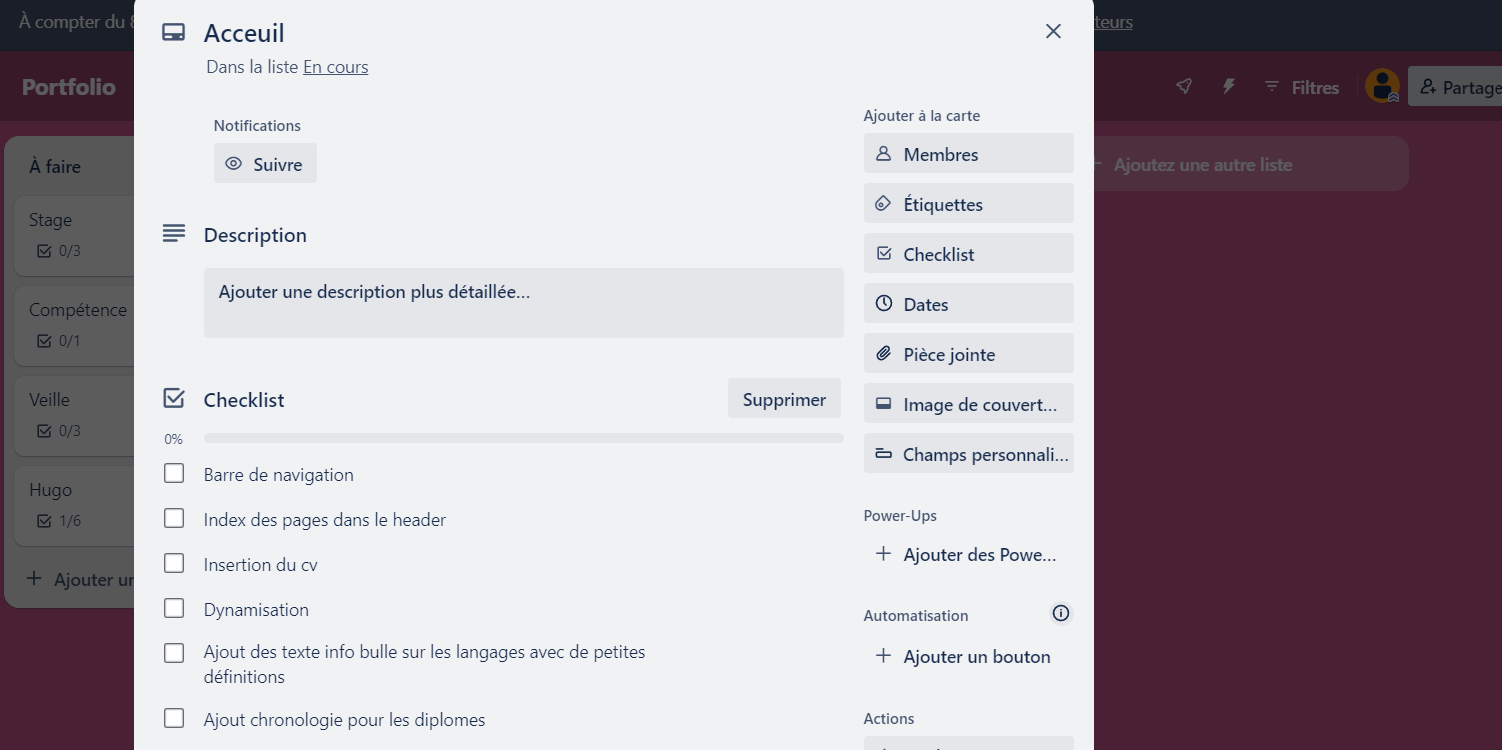 À compter du
Acceuil
teurs
Dans la liste En cours
Portfolio
Filtres
Partage
Notifications
Suivre
Ajouter à la carte
Membres
Étiquettes
Checklist
Dates
Pièce jointe
Image de couvert...
Champs personnali...
À faire
Ajoutez une autre liste
Stage
0/3
Compétence
0/1
Veille
0/3
Hugo
1/6
Ajouter un
Description
Ajouter une description plus détaillée...
Checklist
Supprimer
0%
Barre de navigation
Index des pages dans le header
Insertion du cv
Dynamisation
Ajout des texte info bulle sur les langages avec de petites
définitions
Ajout chronologie pour les diplomes
Power-Ups
Ajouter des Powe...
Automatisation
Ajouter un bouton
Actions